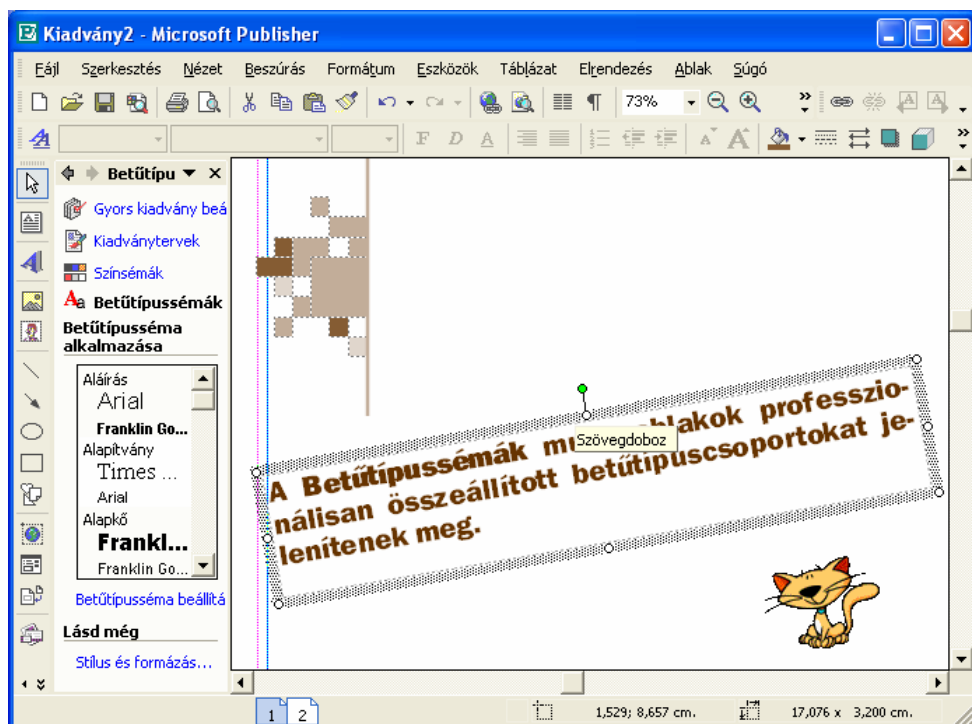 Kiadvány2 - Microsoft Publisher
Fájl Szerkesztés Nézet Beszúrás Formátum Eszközök Táblázat Elrendezés Ablak Súgó
73%
F D A
Betűtípu
Gyors kiadvány beá
Kiadványtervek
Színsémák
Betűtípussémák
Betűtípusséma
alkalmazása
Aláírás
Arial
Franklin Go...
Alapítvány
Times ...
Arial
Alapkő
Frankl...
Franklin Go...
Betűtípusséma beállítá
Lásd még
Stílus és formázás...
A Betűtípussémák mu ablakok professzio-
nálisan összeállított betűtípuscsoportokat je-
lenítenek meg.
Szövegdoboz
1 2
1,529; 8,657 cm. 17,076 x 3,200 cm.